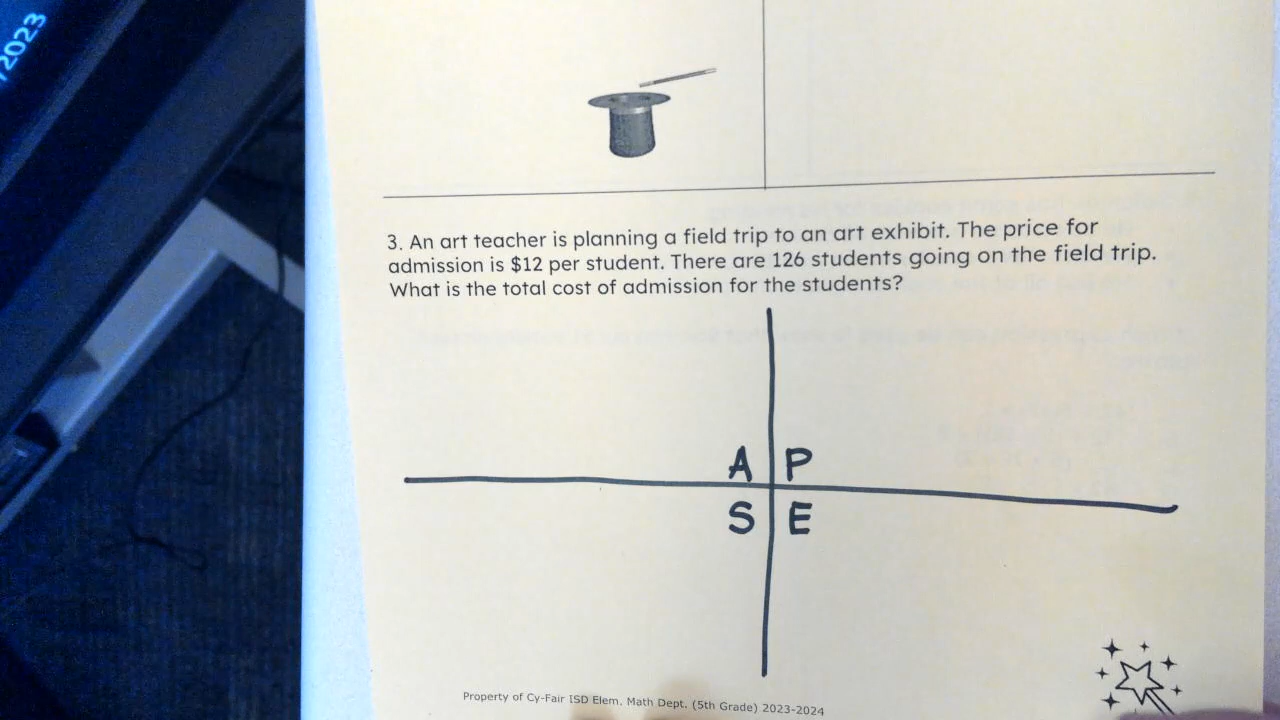 /2023
3. An art teacher is planning a field trip to an art exhibit. The price for
admission is $12 per student. There are 126 students going on the field trip.
What is the total cost of admission for the students?
A P
S E
Property of Cy-Fair ISD Elem. Math Dept. (5th Grade) 2023-2024